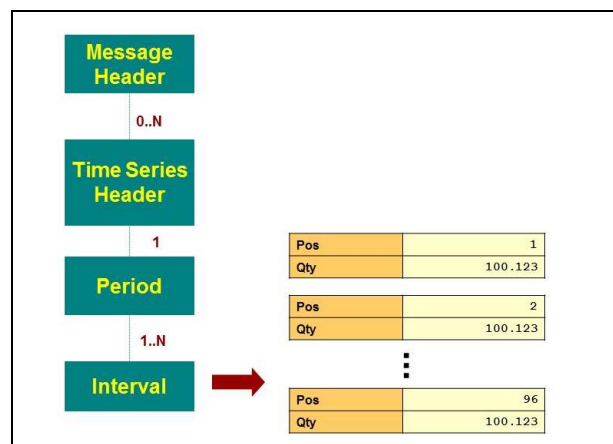 Message
Header
0..N
Time Series
Header
1
Period
1..N
Interval
Pos 1
Qty 100.123
Pos 2
Qty 100.123
Pos 96
Qty 100.123